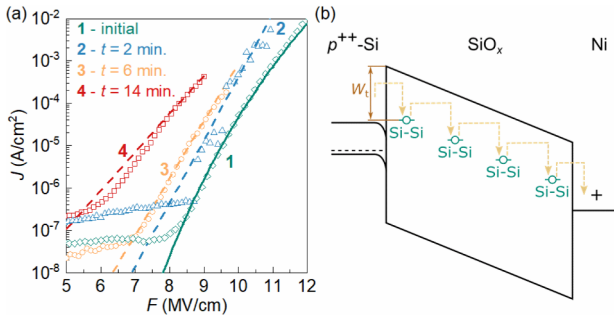 (a)
10⁻²
10⁻³
10⁻⁴
10⁻⁵
10⁻⁶
10⁻⁷
10⁻⁸
J (A/cm²)
1 - initial
2 - t = 2 min.
3 - t = 6 min.
4 - t = 14 min.
2
4
3
1
5 6 7 8 9 10 11 12
F (MV/cm)
(b)
p⁺⁺-Si SiOₓ Ni
Wₜ
Si-Si
Si-Si
Si-Si
Si-Si
+